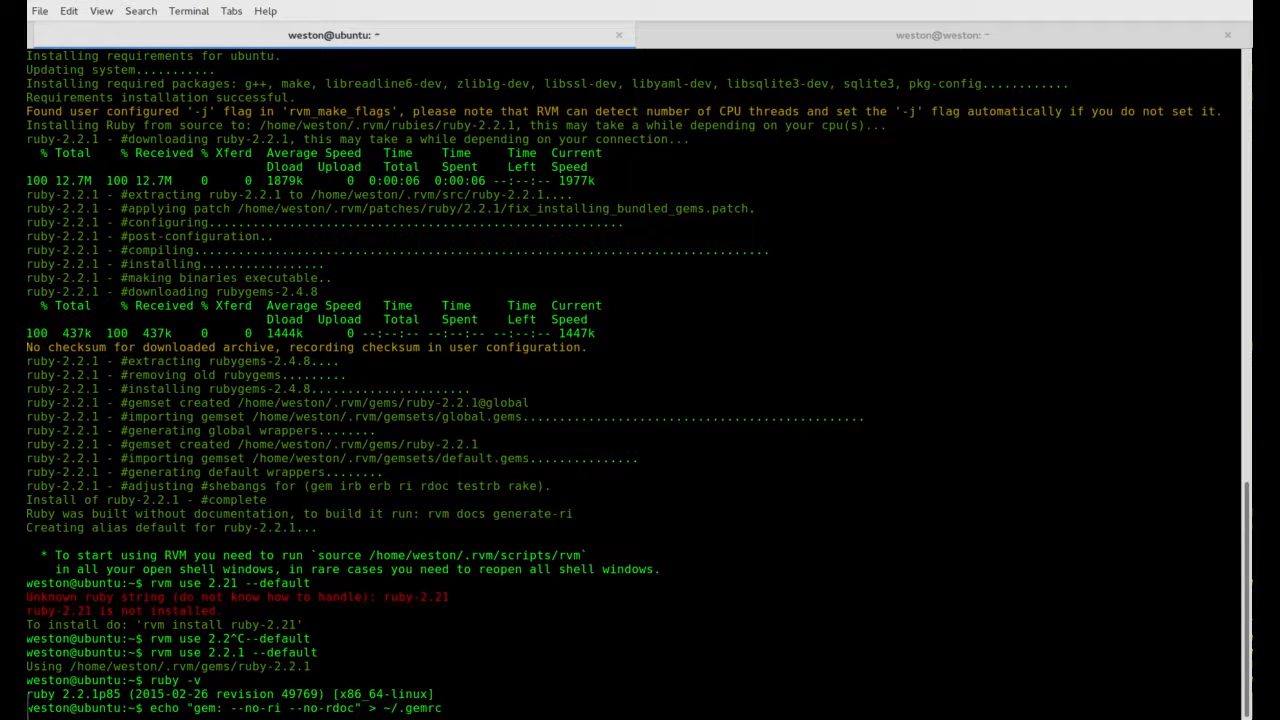 File Edit View Search Terminal Tabs Help
weston@ubuntu: ~ × weston@weston: ~ ×
Installing requirements for ubuntu.
Updating system...........
Installing required packages: g++, make, libreadline6-dev, zlib1g-dev, libssl-dev, libyaml-dev, libsqlite3-dev, sqlite3, pkg-config............
Requirements installation successful.
Found user configured '-j' flag in 'rvm_make_flags', please note that RVM can detect number of CPU threads and set the '-j' flag automatically if you do not set it.
Installing Ruby from source to: /home/weston/.rvm/rubies/ruby-2.2.1, this may take a while depending on your cpu(s)...
ruby-2.2.1 - #downloading ruby-2.2.1, this may take a while depending on your connection...
% Total % Received % Xferd Average Speed Time Time Time Current
Dload Upload Total Spent Left Speed
100 12.7M 100 12.7M 0 0 1879k 0 0:00:06 0:00:06 --:--:-- 1977k
ruby-2.2.1 - #extracting ruby-2.2.1 to /home/weston/.rvm/src/ruby-2.2.1....
ruby-2.2.1 - #applying patch /home/weston/.rvm/patches/ruby/2.2.1/fix_installing_bundled_gems.patch.
ruby-2.2.1 - #configuring.........................................................
ruby-2.2.1 - #post-configuration..
ruby-2.2.1 - #compiling...............................................................................
ruby-2.2.1 - #installing.................
ruby-2.2.1 - #making binaries executable..
ruby-2.2.1 - #downloading rubygems-2.4.8
% Total % Received % Xferd Average Speed Time Time Time Current
Dload Upload Total Spent Left Speed
100 437k 100 437k 0 0 1444k 0 --:--:-- --:--:-- --:--:-- 1447k
No checksum for downloaded archive, recording checksum in user configuration.
ruby-2.2.1 - #extracting rubygems-2.4.8....
ruby-2.2.1 - #removing old rubygems.........
ruby-2.2.1 - #installing rubygems-2.4.8......................
ruby-2.2.1 - #gemset created /home/weston/.rvm/gems/ruby-2.2.1@global
ruby-2.2.1 - #importing gemset /home/weston/.rvm/gemsets/global.gems...............................................
ruby-2.2.1 - #generating global wrappers........
ruby-2.2.1 - #gemset created /home/weston/.rvm/gems/ruby-2.2.1
ruby-2.2.1 - #importing gemset /home/weston/.rvm/gemsets/default.gems...............
ruby-2.2.1 - #generating default wrappers........
ruby-2.2.1 - #adjusting #shebangs for (gem irb erb ri rdoc testrb rake).
Install of ruby-2.2.1 - #complete
Ruby was built without documentation, to build it run: rvm docs generate-ri
Creating alias default for ruby-2.2.1...
* To start using RVM you need to run `source /home/weston/.rvm/scripts/rvm`
in all your open shell windows, in rare cases you need to reopen all shell windows.
weston@ubuntu:~$ rvm use 2.21 --default
Unknown ruby string (do not know how to handle): ruby-2.21
ruby-2.21 is not installed.
To install do: 'rvm install ruby-2.21'
weston@ubuntu:~$ rvm use 2.2^C--default
weston@ubuntu:~$ rvm use 2.2.1 --default
Using /home/weston/.rvm/gems/ruby-2.2.1
weston@ubuntu:~$ ruby -v
ruby 2.2.1p85 (2015-02-26 revision 49769) [x86_64-linux]
weston@ubuntu:~$ echo "gem: --no-ri --no-rdoc" > ~/.gemrc